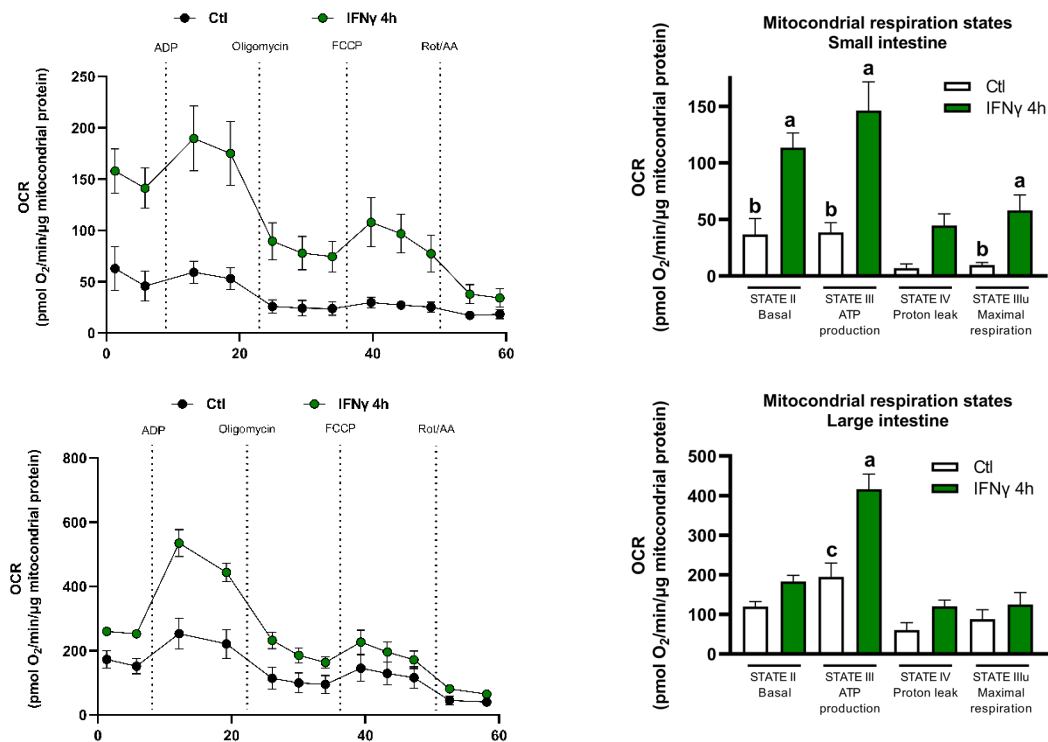 Ctl IFNγ 4h
ADP Oligomycin FCCP Rot/AA
OCR
(pmol O₂/min/µg mitocondrial protein)
250
200
150
100
50
0
0 20 40 60
Mitocondrial respiration states
Small intestine
Ctl
IFNγ 4h
OCR
(pmol O₂/min/µg mitocondrial protein)
150
100
50
0
b a b a b a
STATE II STATE III STATE IV STATE IIIu
Basal ATP Proton leak Maximal
production respiration
Ctl IFNγ 4h
ADP Oligomycin FCCP Rot/AA
OCR
(pmol O₂/min/µg mitocondrial protein)
800
600
400
200
0
0 20 40 60
Mitocondrial respiration states
Large intestine
Ctl
IFNγ 4h
OCR
(pmol O₂/min/µg mitocondrial protein)
500
400
300
200
100
0
c a
STATE II STATE III STATE IV STATE IIIu
Basal ATP Proton leak Maximal
production respiration